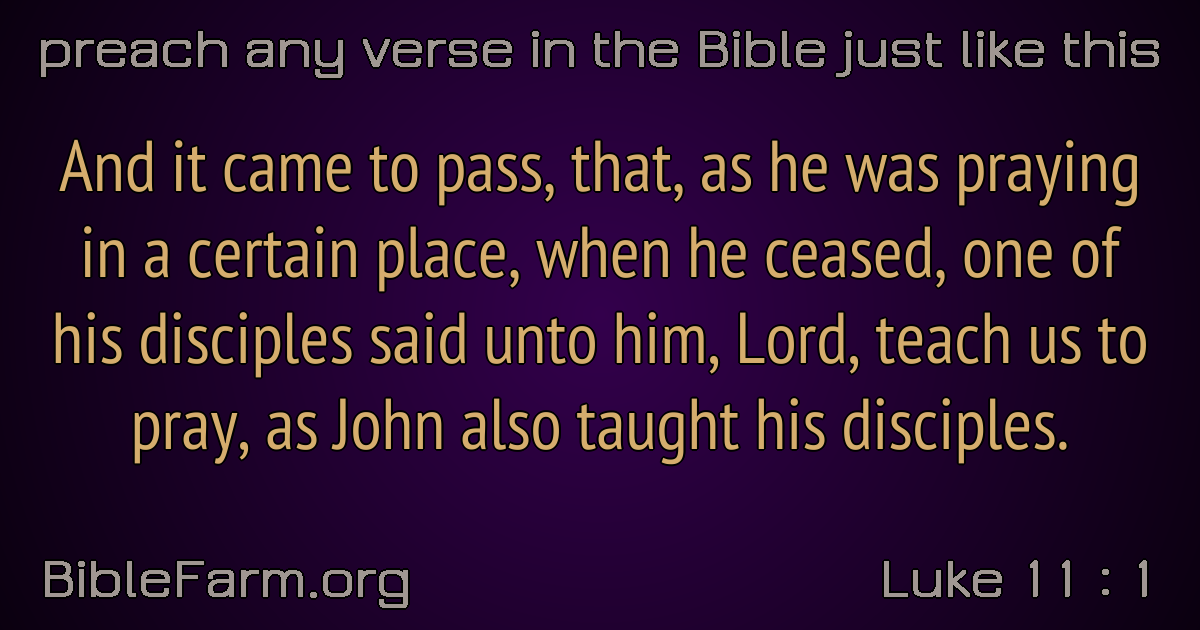 preach any verse in the Bible just like this
And it came to pass, that, as he was praying
in a certain place, when he ceased, one of
his disciples said unto him, Lord, teach us to
pray, as John also taught his disciples.
BibleFarm.org
Luke 11 : 1